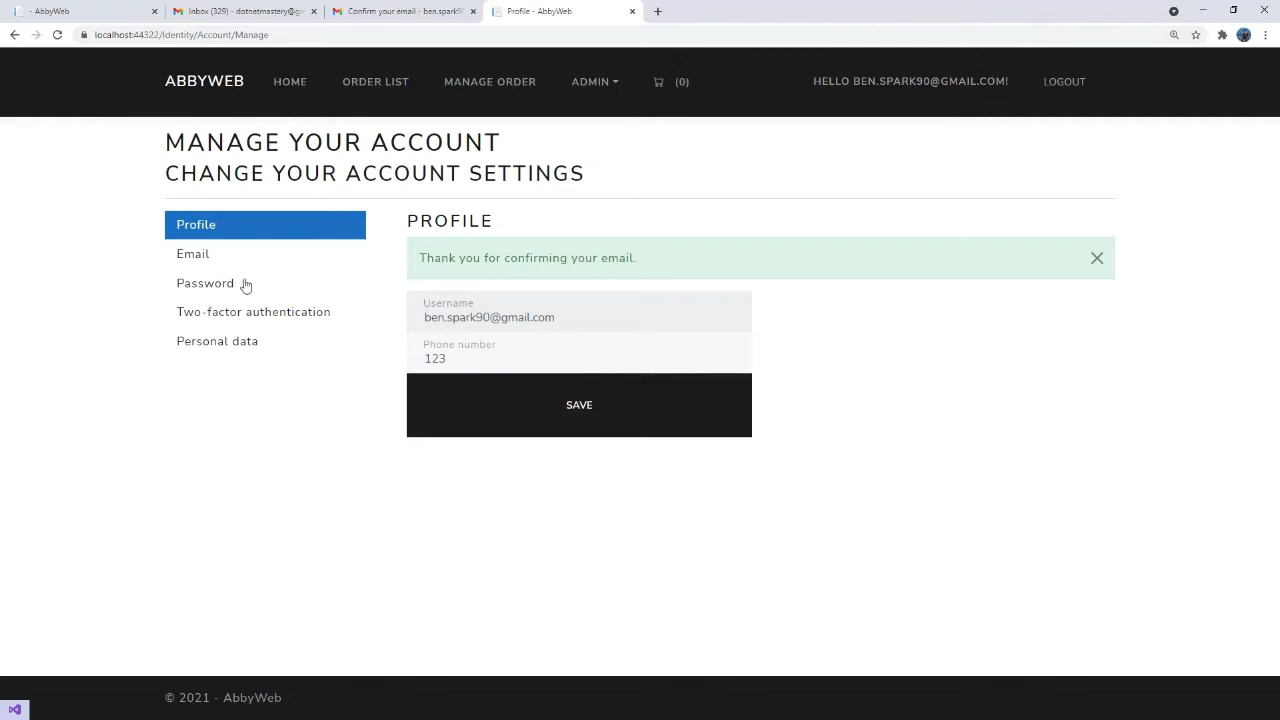 - AbbyWeb
Inbox (329) - dotnetmastery@g
Confirm your email - ben.spark9
Profile - AbbyWeb
localhost:44322/Identity/Account/Manage
ABBYWEB HOME ORDER LIST MANAGE ORDER ADMIN (0) HELLO BEN.SPARK90@GMAIL.COM! LOGOUT
MANAGE YOUR ACCOUNT
CHANGE YOUR ACCOUNT SETTINGS
Profile
Email
Password
Two-factor authentication
Personal data
PROFILE
Thank you for confirming your email.
Username
ben.spark90@gmail.com
Phone number
123
SAVE
© 2021 - AbbyWeb